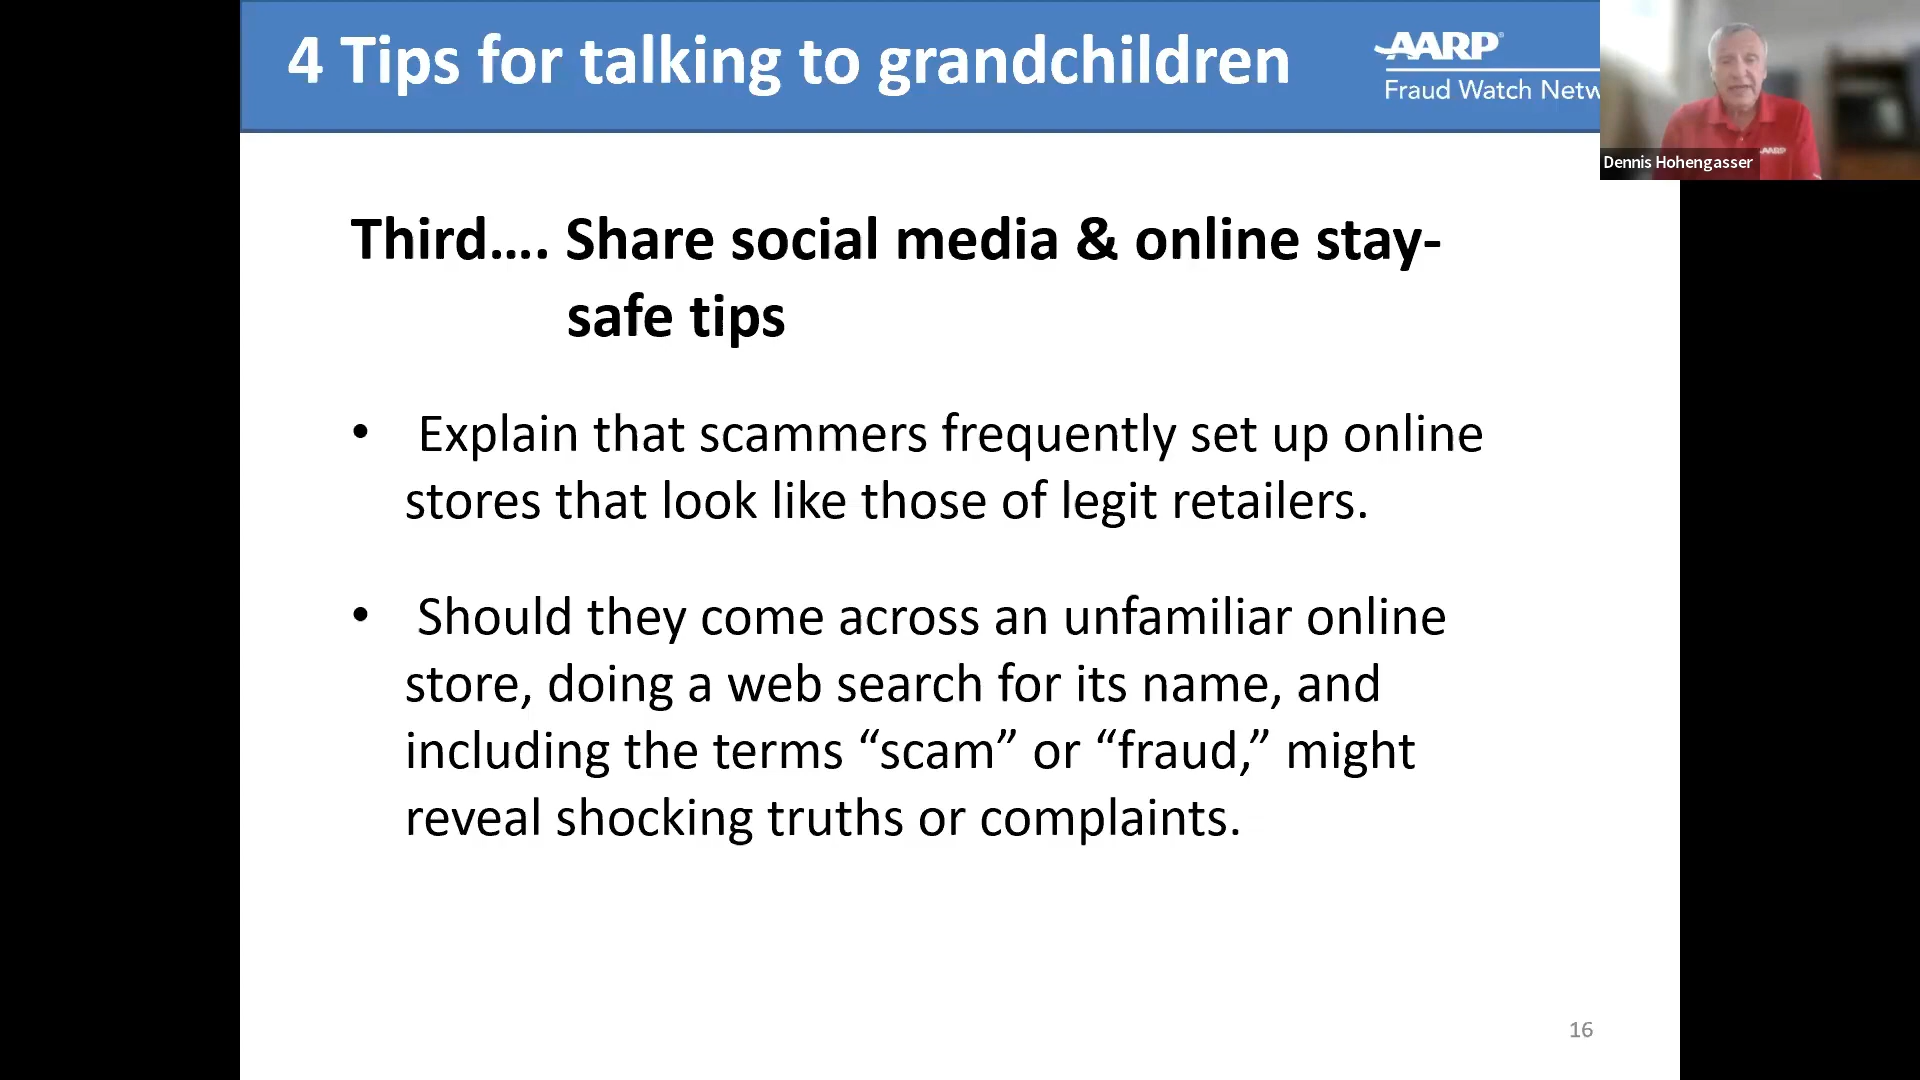 4 Tips for talking to grandchildren
AARP®
Fraud Watch Netw
Dennis Hohengasser
AARP
Third…. Share social media & online stay-
safe tips
• Explain that scammers frequently set up online
stores that look like those of legit retailers.
• Should they come across an unfamiliar online
store, doing a web search for its name, and
including the terms “scam” or “fraud,” might
reveal shocking truths or complaints.
16